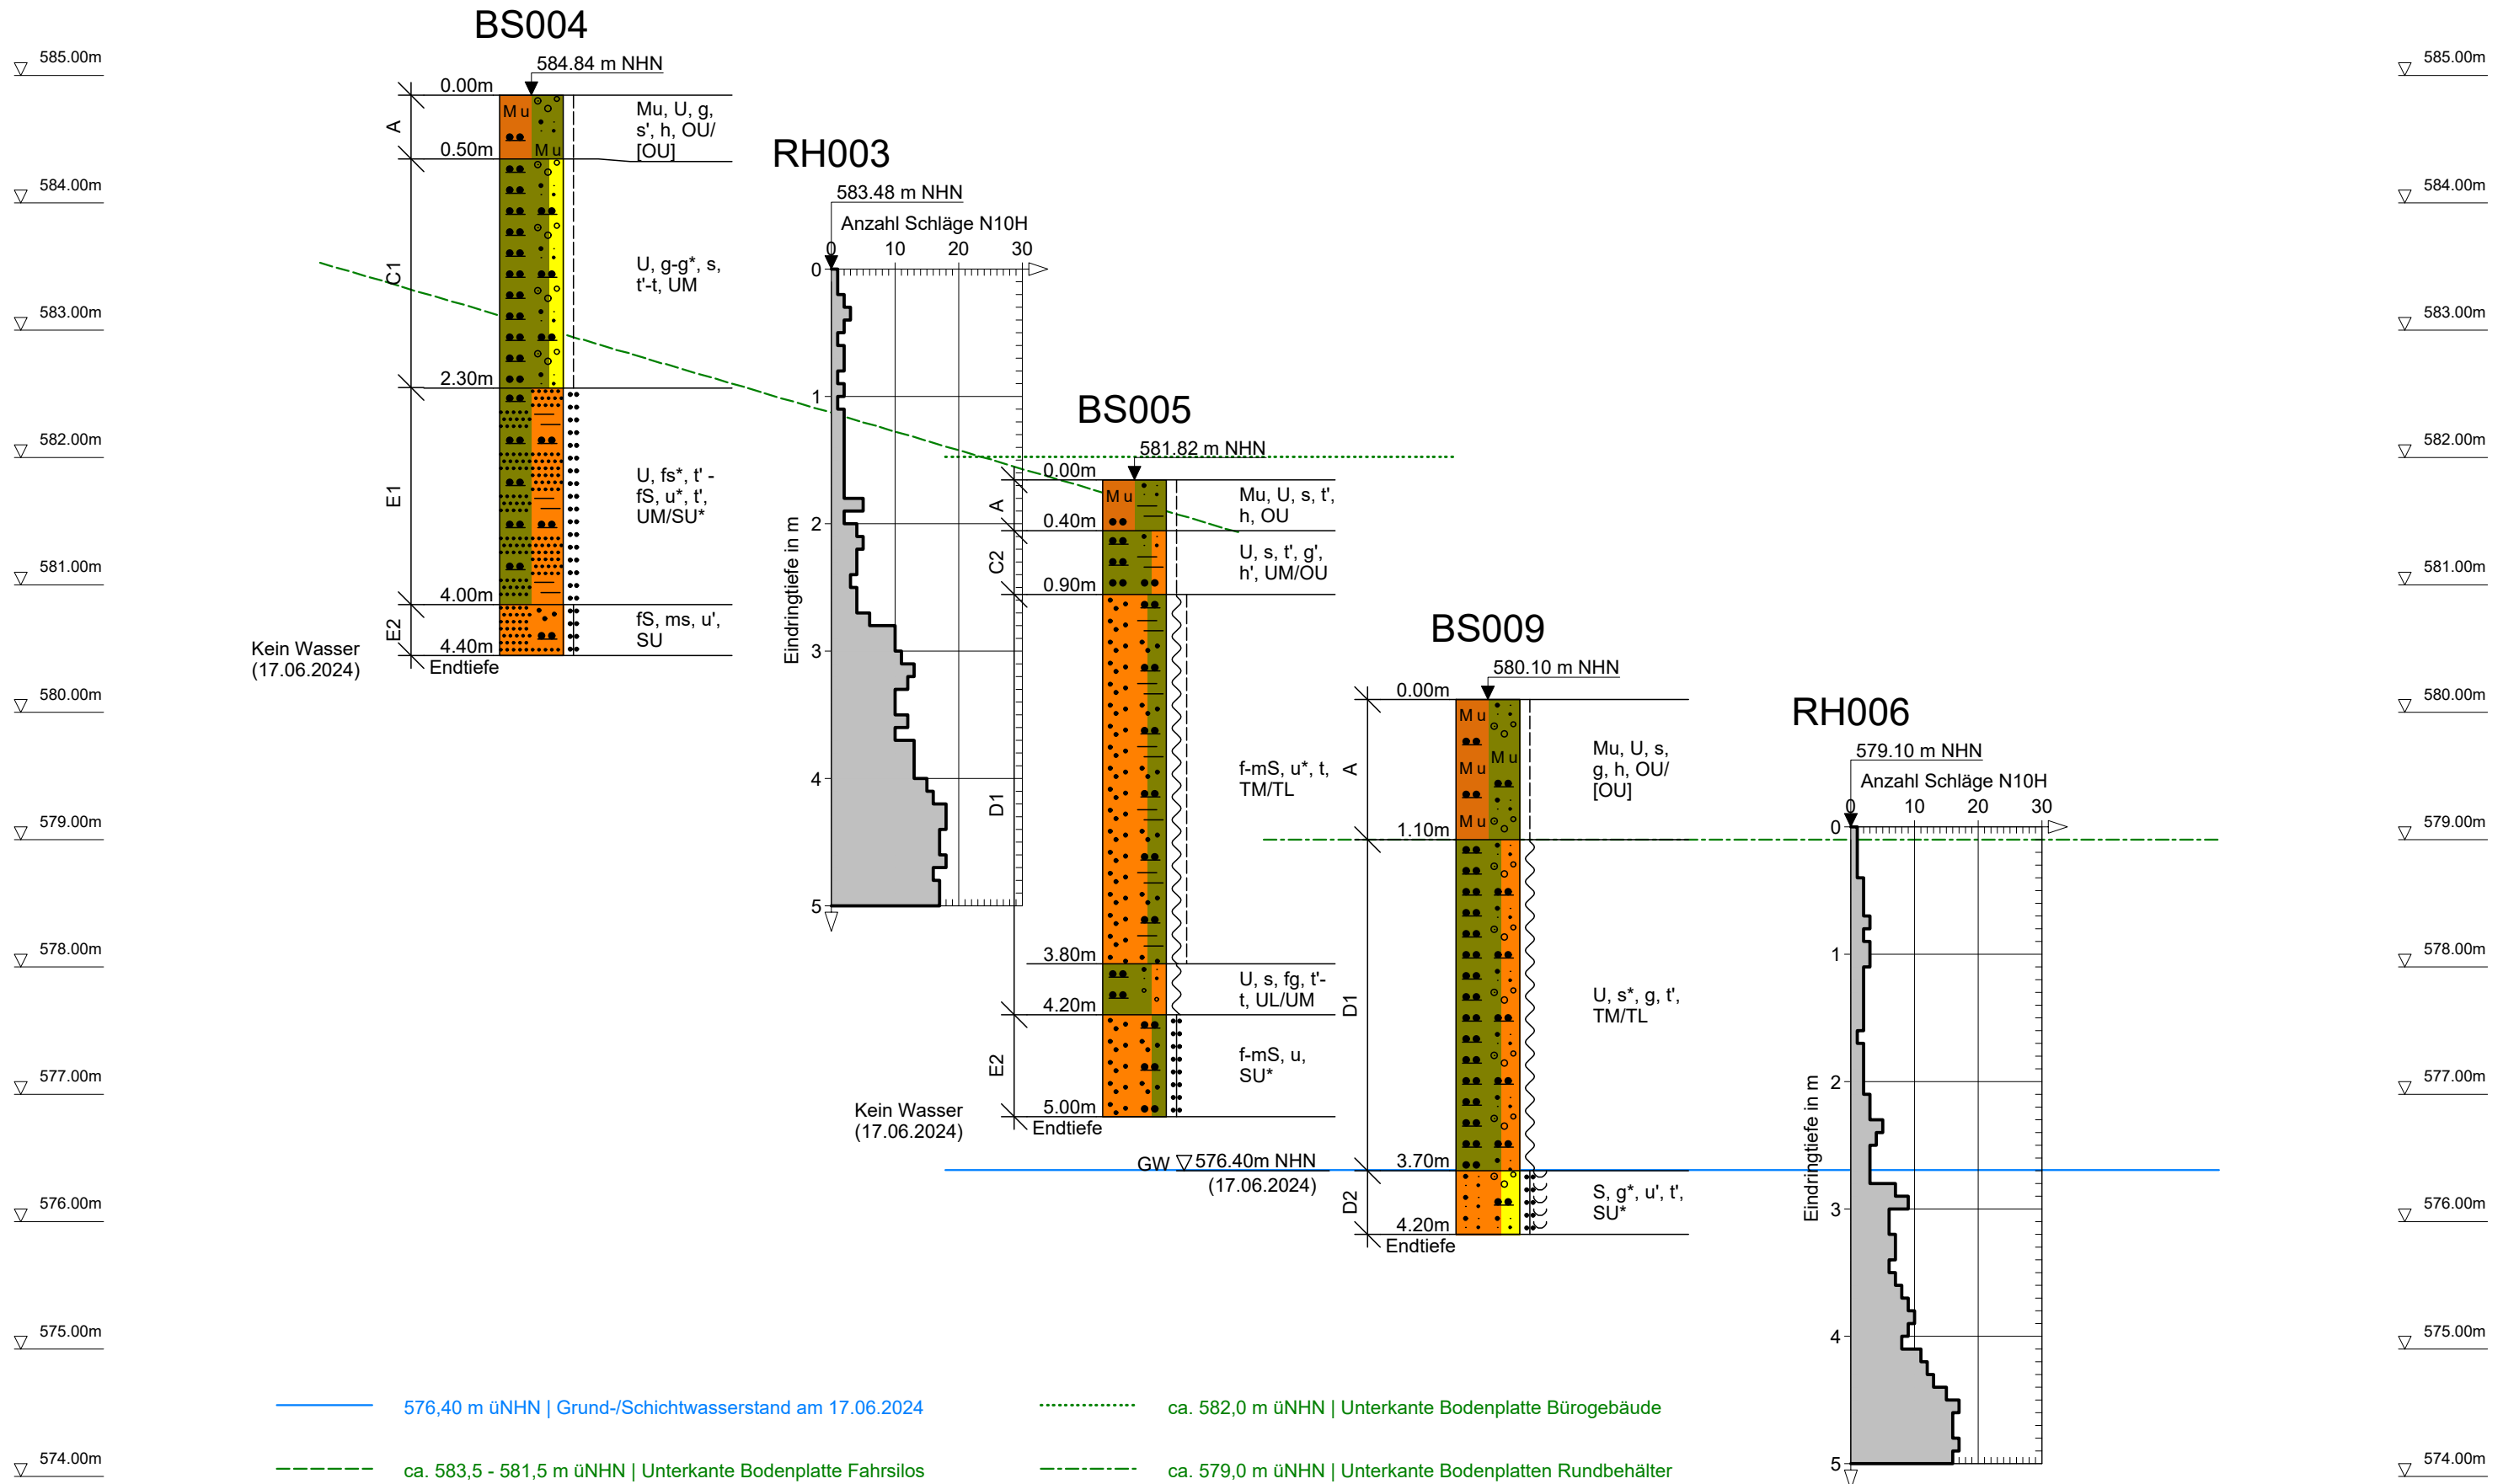 BS004
584.84 m NHN
0.00m
A
Mu
Mu
Mu, U, g,
s', h, OU/
[OU]
0.50m
C1
U, g-g*, s,
t'-t, UM
2.30m
E1
U, fs*, t' -
fS, u*, t',
UM/SU*
4.00m
E2
fS, ms, u',
SU
4.40m
Endtiefe
Kein Wasser
(17.06.2024)
RH003
583.48 m NHN
Anzahl Schläge N10H
0 10 20 30
Eindringtiefe in m
0
1
2
3
4
5
BS005
581.82 m NHN
0.00m
A
Mu
Mu, U, s, t',
h, OU
0.40m
C2
U, s, t', g',
h', UM/OU
0.90m
D1
f-mS, u*, t,
TM/TL
3.80m
U, s, fg, t'-
t, UL/UM
4.20m
E2
f-mS, u,
SU*
5.00m
Endtiefe
Kein Wasser
(17.06.2024)
BS009
580.10 m NHN
0.00m
A
Mu
Mu
Mu
Mu
Mu, U, s,
g, h, OU/
[OU]
1.10m
D1
U, s*, g, t',
TM/TL
3.70m
GW 576.40m NHN
(17.06.2024)
D2
S, g*, u', t',
SU*
4.20m
Endtiefe
RH006
579.10 m NHN
Anzahl Schläge N10H
0 10 20 30
Eindringtiefe in m
0
1
2
3
4
5
585.00m
584.00m
583.00m
582.00m
581.00m
580.00m
579.00m
578.00m
577.00m
576.00m
575.00m
574.00m
585.00m
584.00m
583.00m
582.00m
581.00m
580.00m
579.00m
578.00m
577.00m
576.00m
575.00m
574.00m
576,40 m üNHN | Grund-/Schichtwasserstand am 17.06.2024
ca. 582,0 m üNHN | Unterkante Bodenplatte Bürogebäude
ca. 583,5 - 581,5 m üNHN | Unterkante Bodenplatte Fahrsilos
ca. 579,0 m üNHN | Unterkante Bodenplatten Rundbehälter